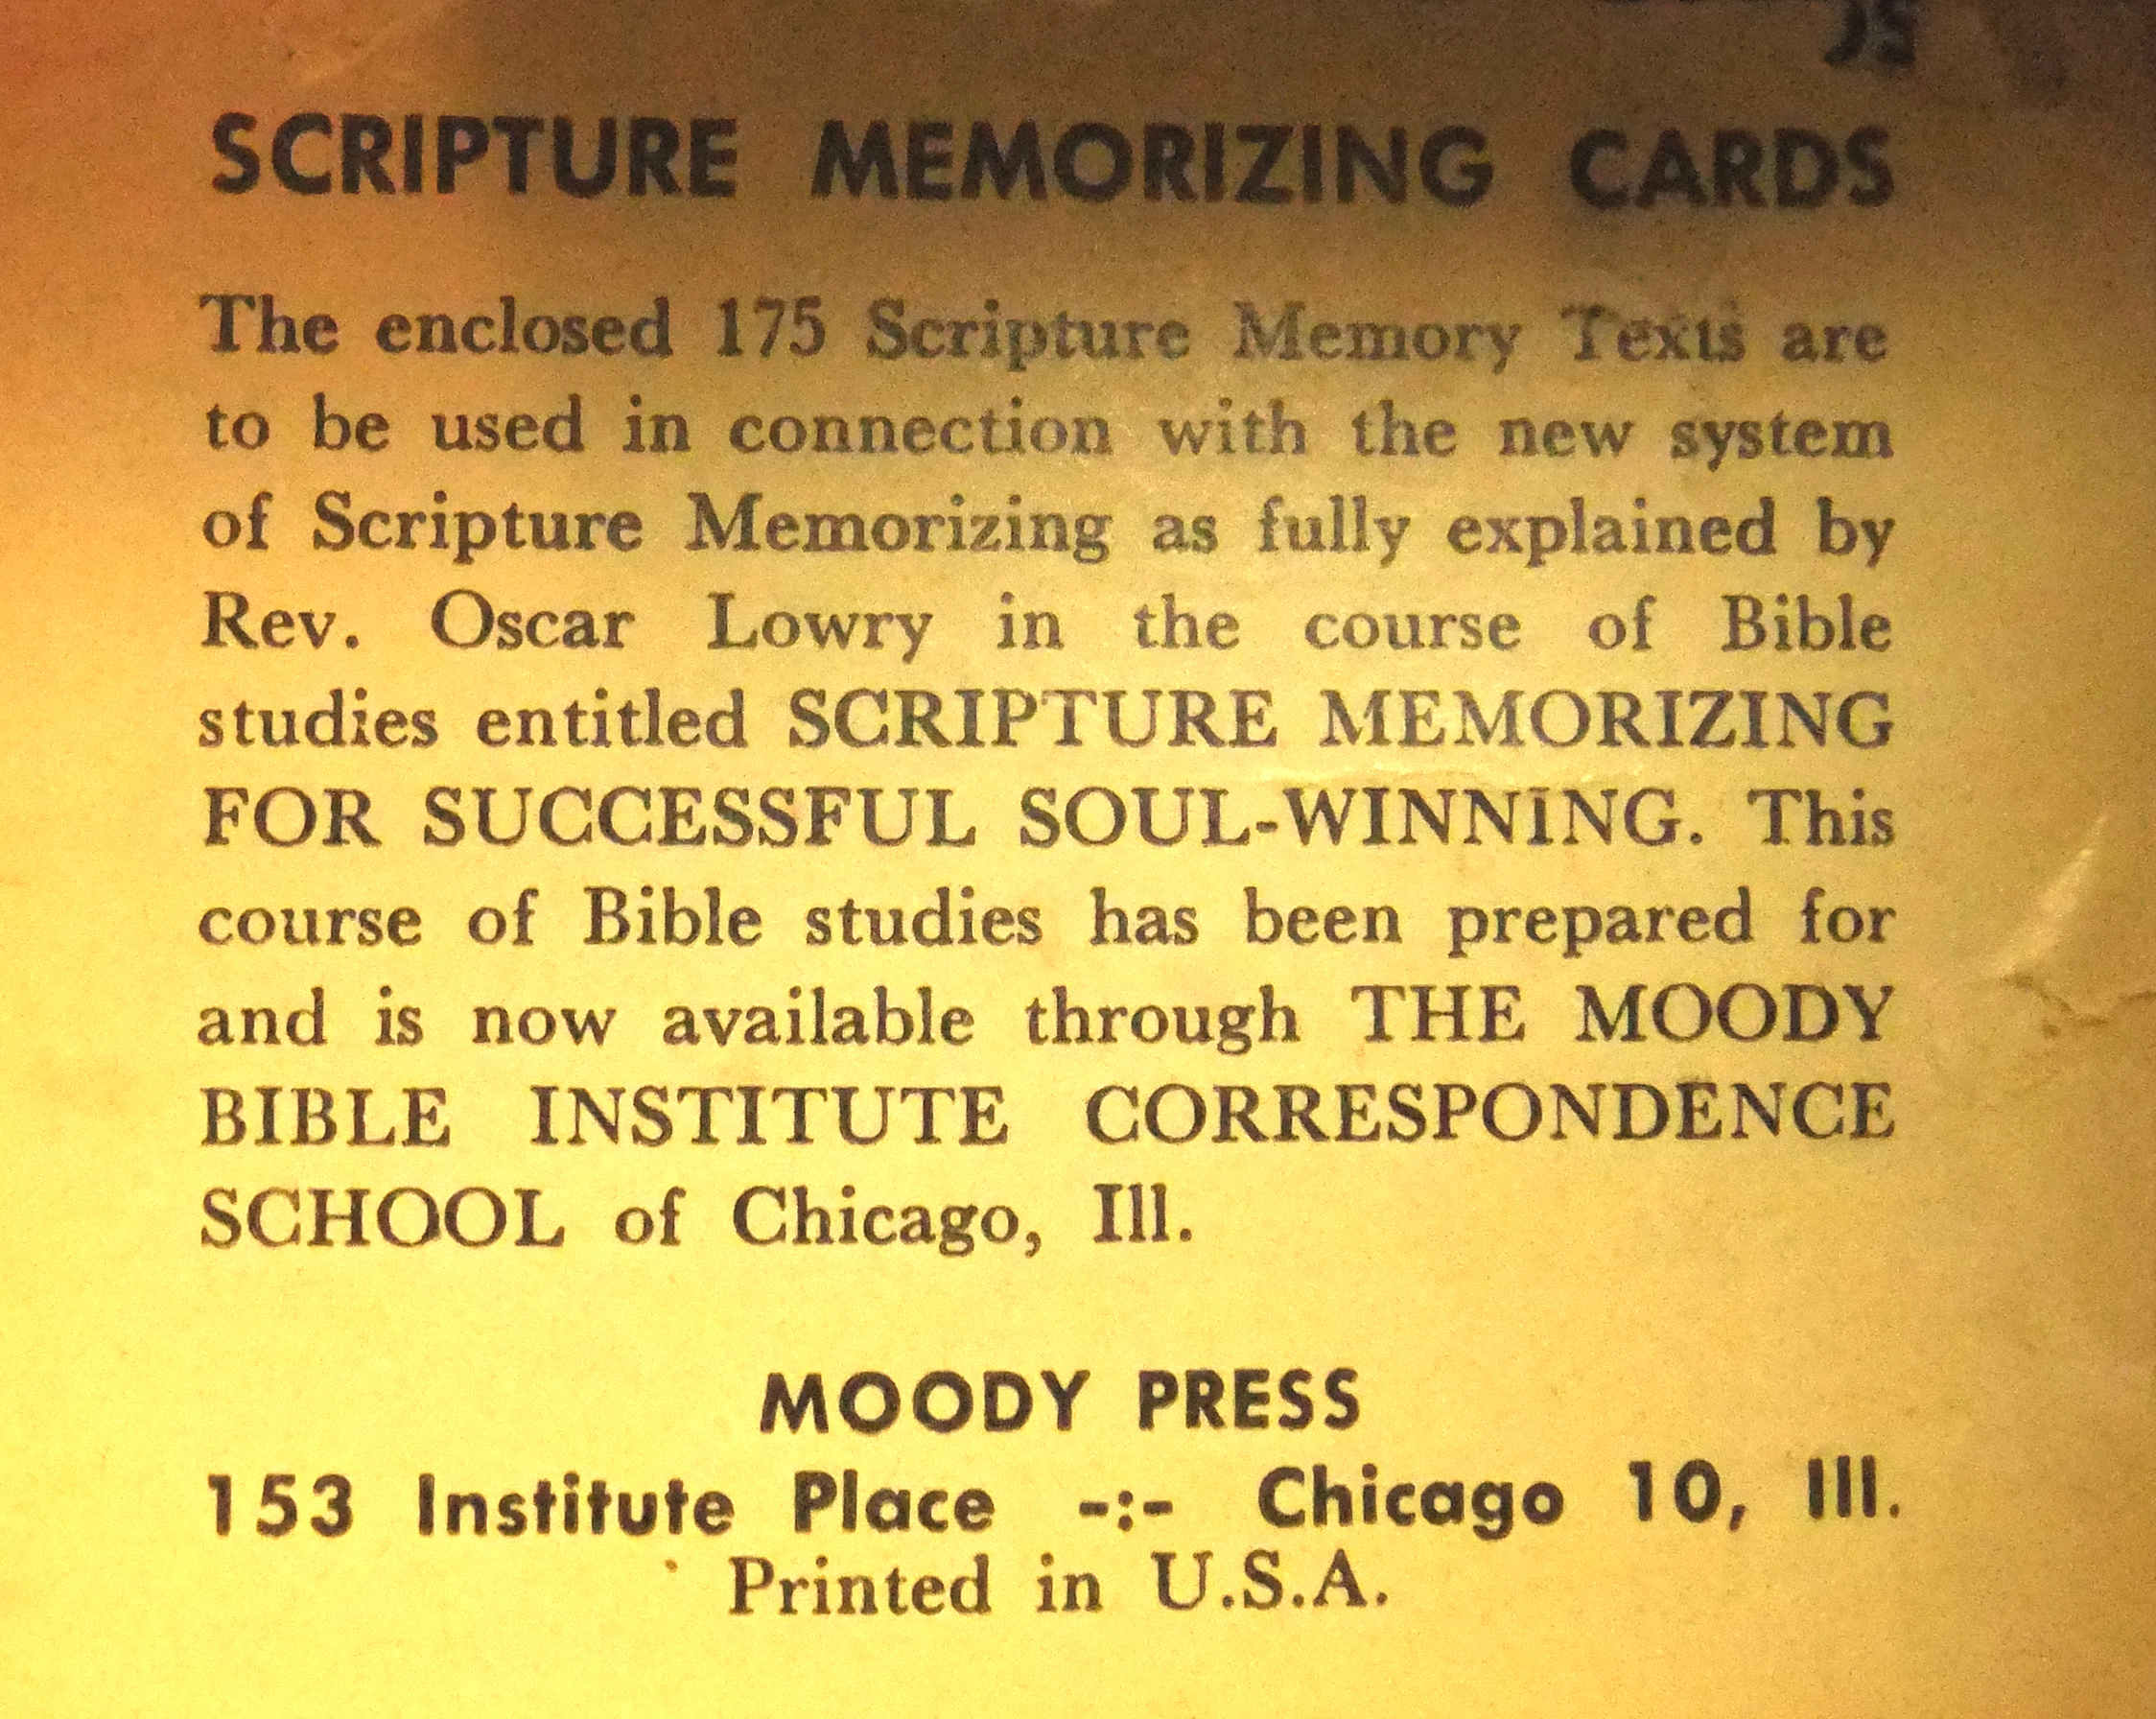 SCRIPTURE MEMORIZING CARDS
The enclosed 175 Scripture Memory Texts are
to be used in connection with the new system
of Scripture Memorizing as fully explained by
Rev. Oscar Lowry in the course of Bible
studies entitled SCRIPTURE MEMORIZING
FOR SUCCESSFUL SOUL-WINNING. This
course of Bible studies has been prepared for
and is now available through THE MOODY
BIBLE INSTITUTE CORRESPONDENCE
SCHOOL of Chicago, Ill.
MOODY PRESS
153 Institute Place -:- Chicago 10, Ill.
Printed in U.S.A.